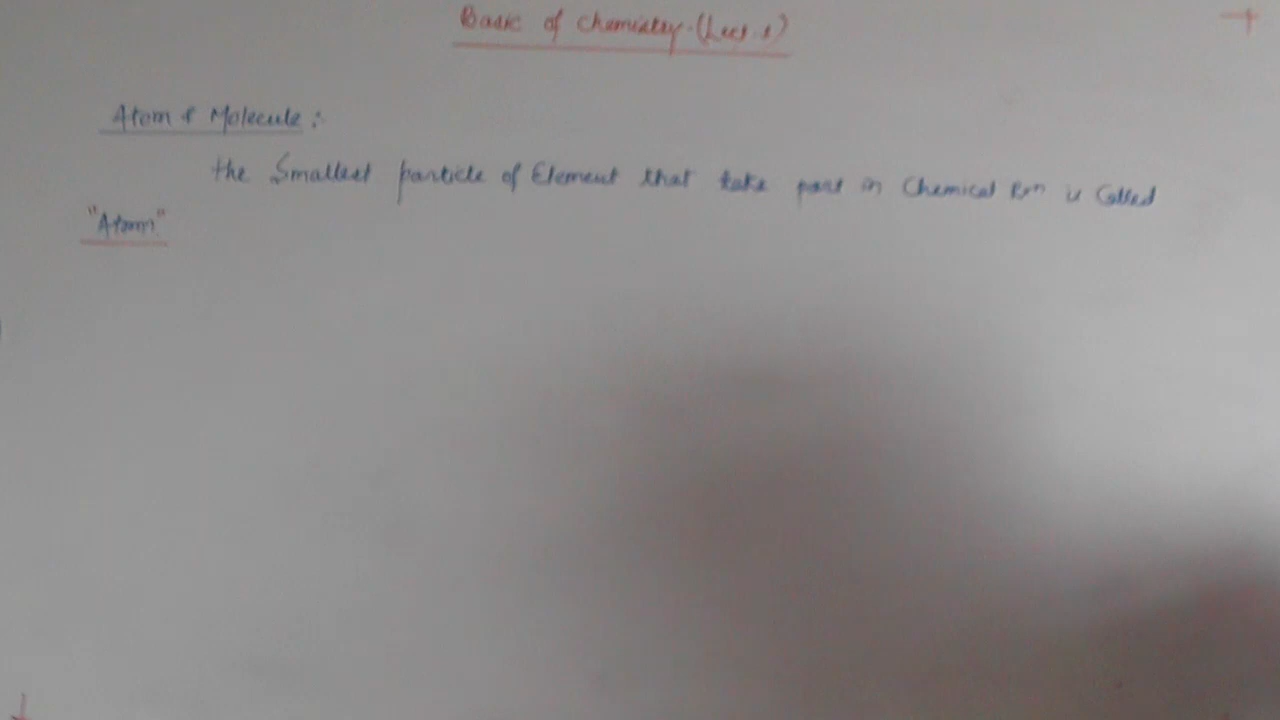 Basic of chemistry. (Lect. 1)
Atom & Molecule :
the Smallest particle of Element that take part in Chemical Rxn is Called
"Atom"